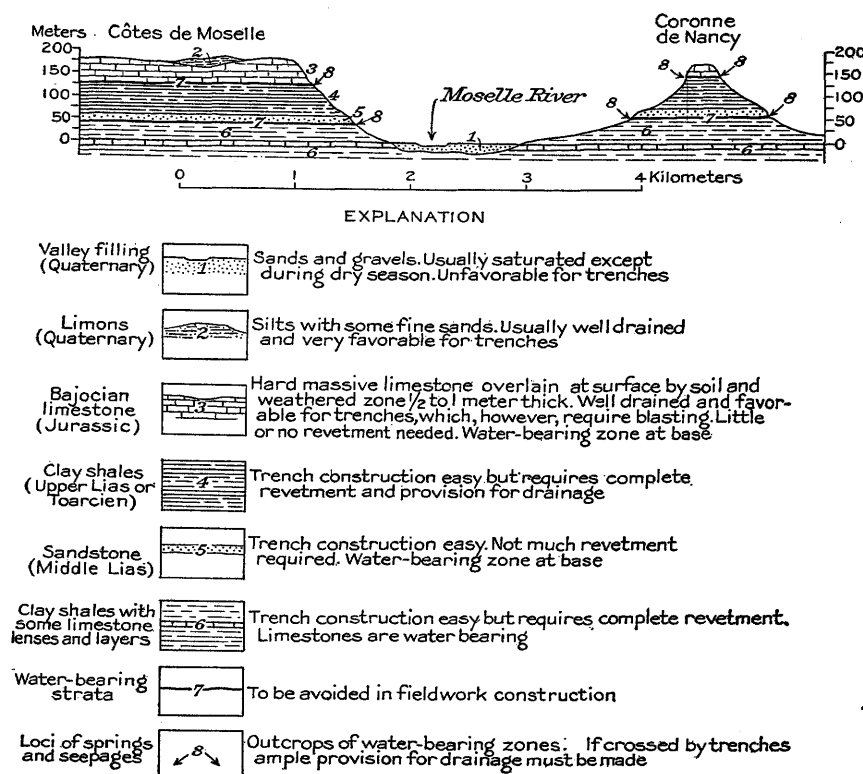 Meters Côtes de Moselle
Coronne
de Nancy
200
150
100
50
0
200
150
100
50
0
2
3
8
7
4
5
7
6
6
Moselle River
1
8
8
8
8
7
6
6
0 1 2 3 4 Kilometers
EXPLANATION
Valley filling
(Quaternary)
1
Sands and gravels. Usually saturated except
during dry season. Unfavorable for trenches
Limons
(Quaternary)
2
Silts with some fine sands. Usually well drained
and very favorable for trenches
Bajocian
limestone
(Jurassic)
3
Hard massive limestone overlain at surface by soil and
weathered zone ½ to 1 meter thick. Well drained and favor-
able for trenches, which, however, require blasting. Little
or no revetment needed. Water-bearing zone at base
Clay shales
(Upper Lias or
Toarcien)
4
Trench construction easy but requires complete
revetment and provision for drainage
Sandstone
(Middle Lias)
5
Trench construction easy. Not much revetment
required. Water-bearing zone at base
Clay shales with
some limestone
lenses and layers
6
Trench construction easy but requires complete revetment.
Limestones are water bearing
Water-bearing
strata
7
To be avoided in fieldwork construction
Loci of springs
and seepages
8
Outcrops of water-bearing zones. If crossed by trenches
ample provision for drainage must be made